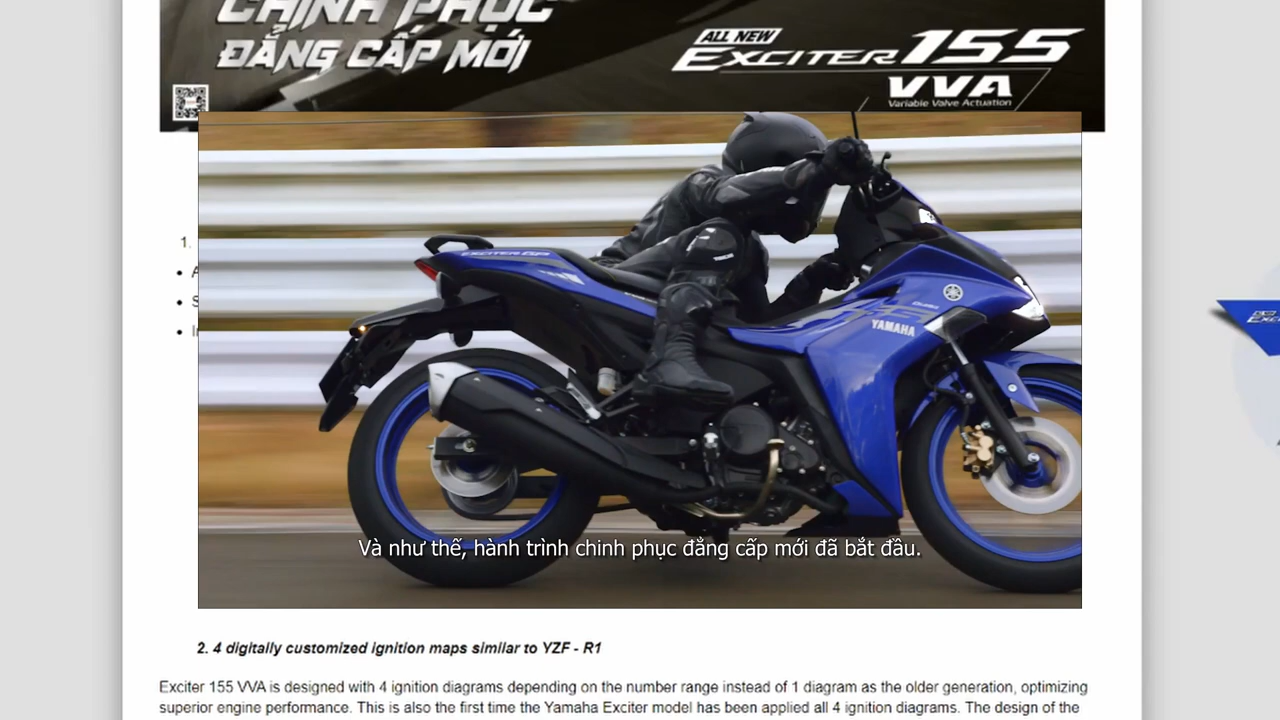 CHINH PHỤC
ĐẲNG CẤP MỚI
ALL NEW
EXCITER 155
VVA
Variable Valve Actuation
1.
EXCITER GP
YAMAHA
Và như thế, hành trình chinh phục đẳng cấp mới đã bắt đầu.
2. 4 digitally customized ignition maps similar to YZF - R1
Exciter 155 VVA is designed with 4 ignition diagrams depending on the number range instead of 1 diagram as the older generation, optimizing
superior engine performance. This is also the first time the Yamaha Exciter model has been applied all 4 ignition diagrams. The design of the